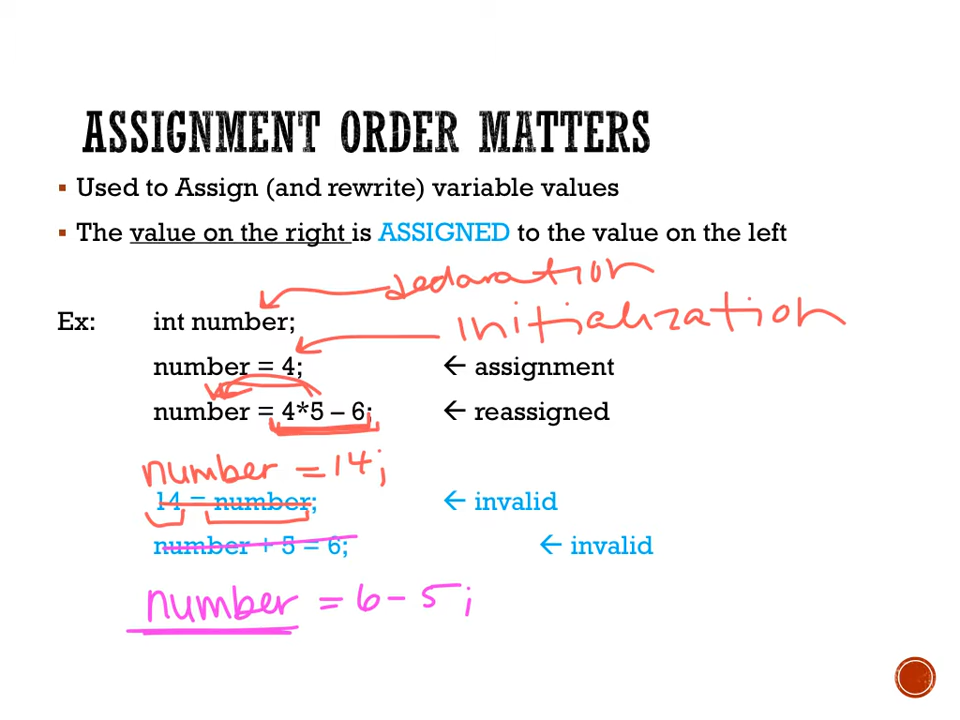 ASSIGNMENT ORDER MATTERS
▪ Used to Assign (and rewrite) variable values
▪ The value on the right is ASSIGNED to the value on the left
declaration
Ex: int number;
initialization
number = 4; ← assignment
number = 4*5 – 6; ← reassigned
number = 14;
14 = number; ← invalid
number + 5 = 6; ← invalid
number = 6 - 5;